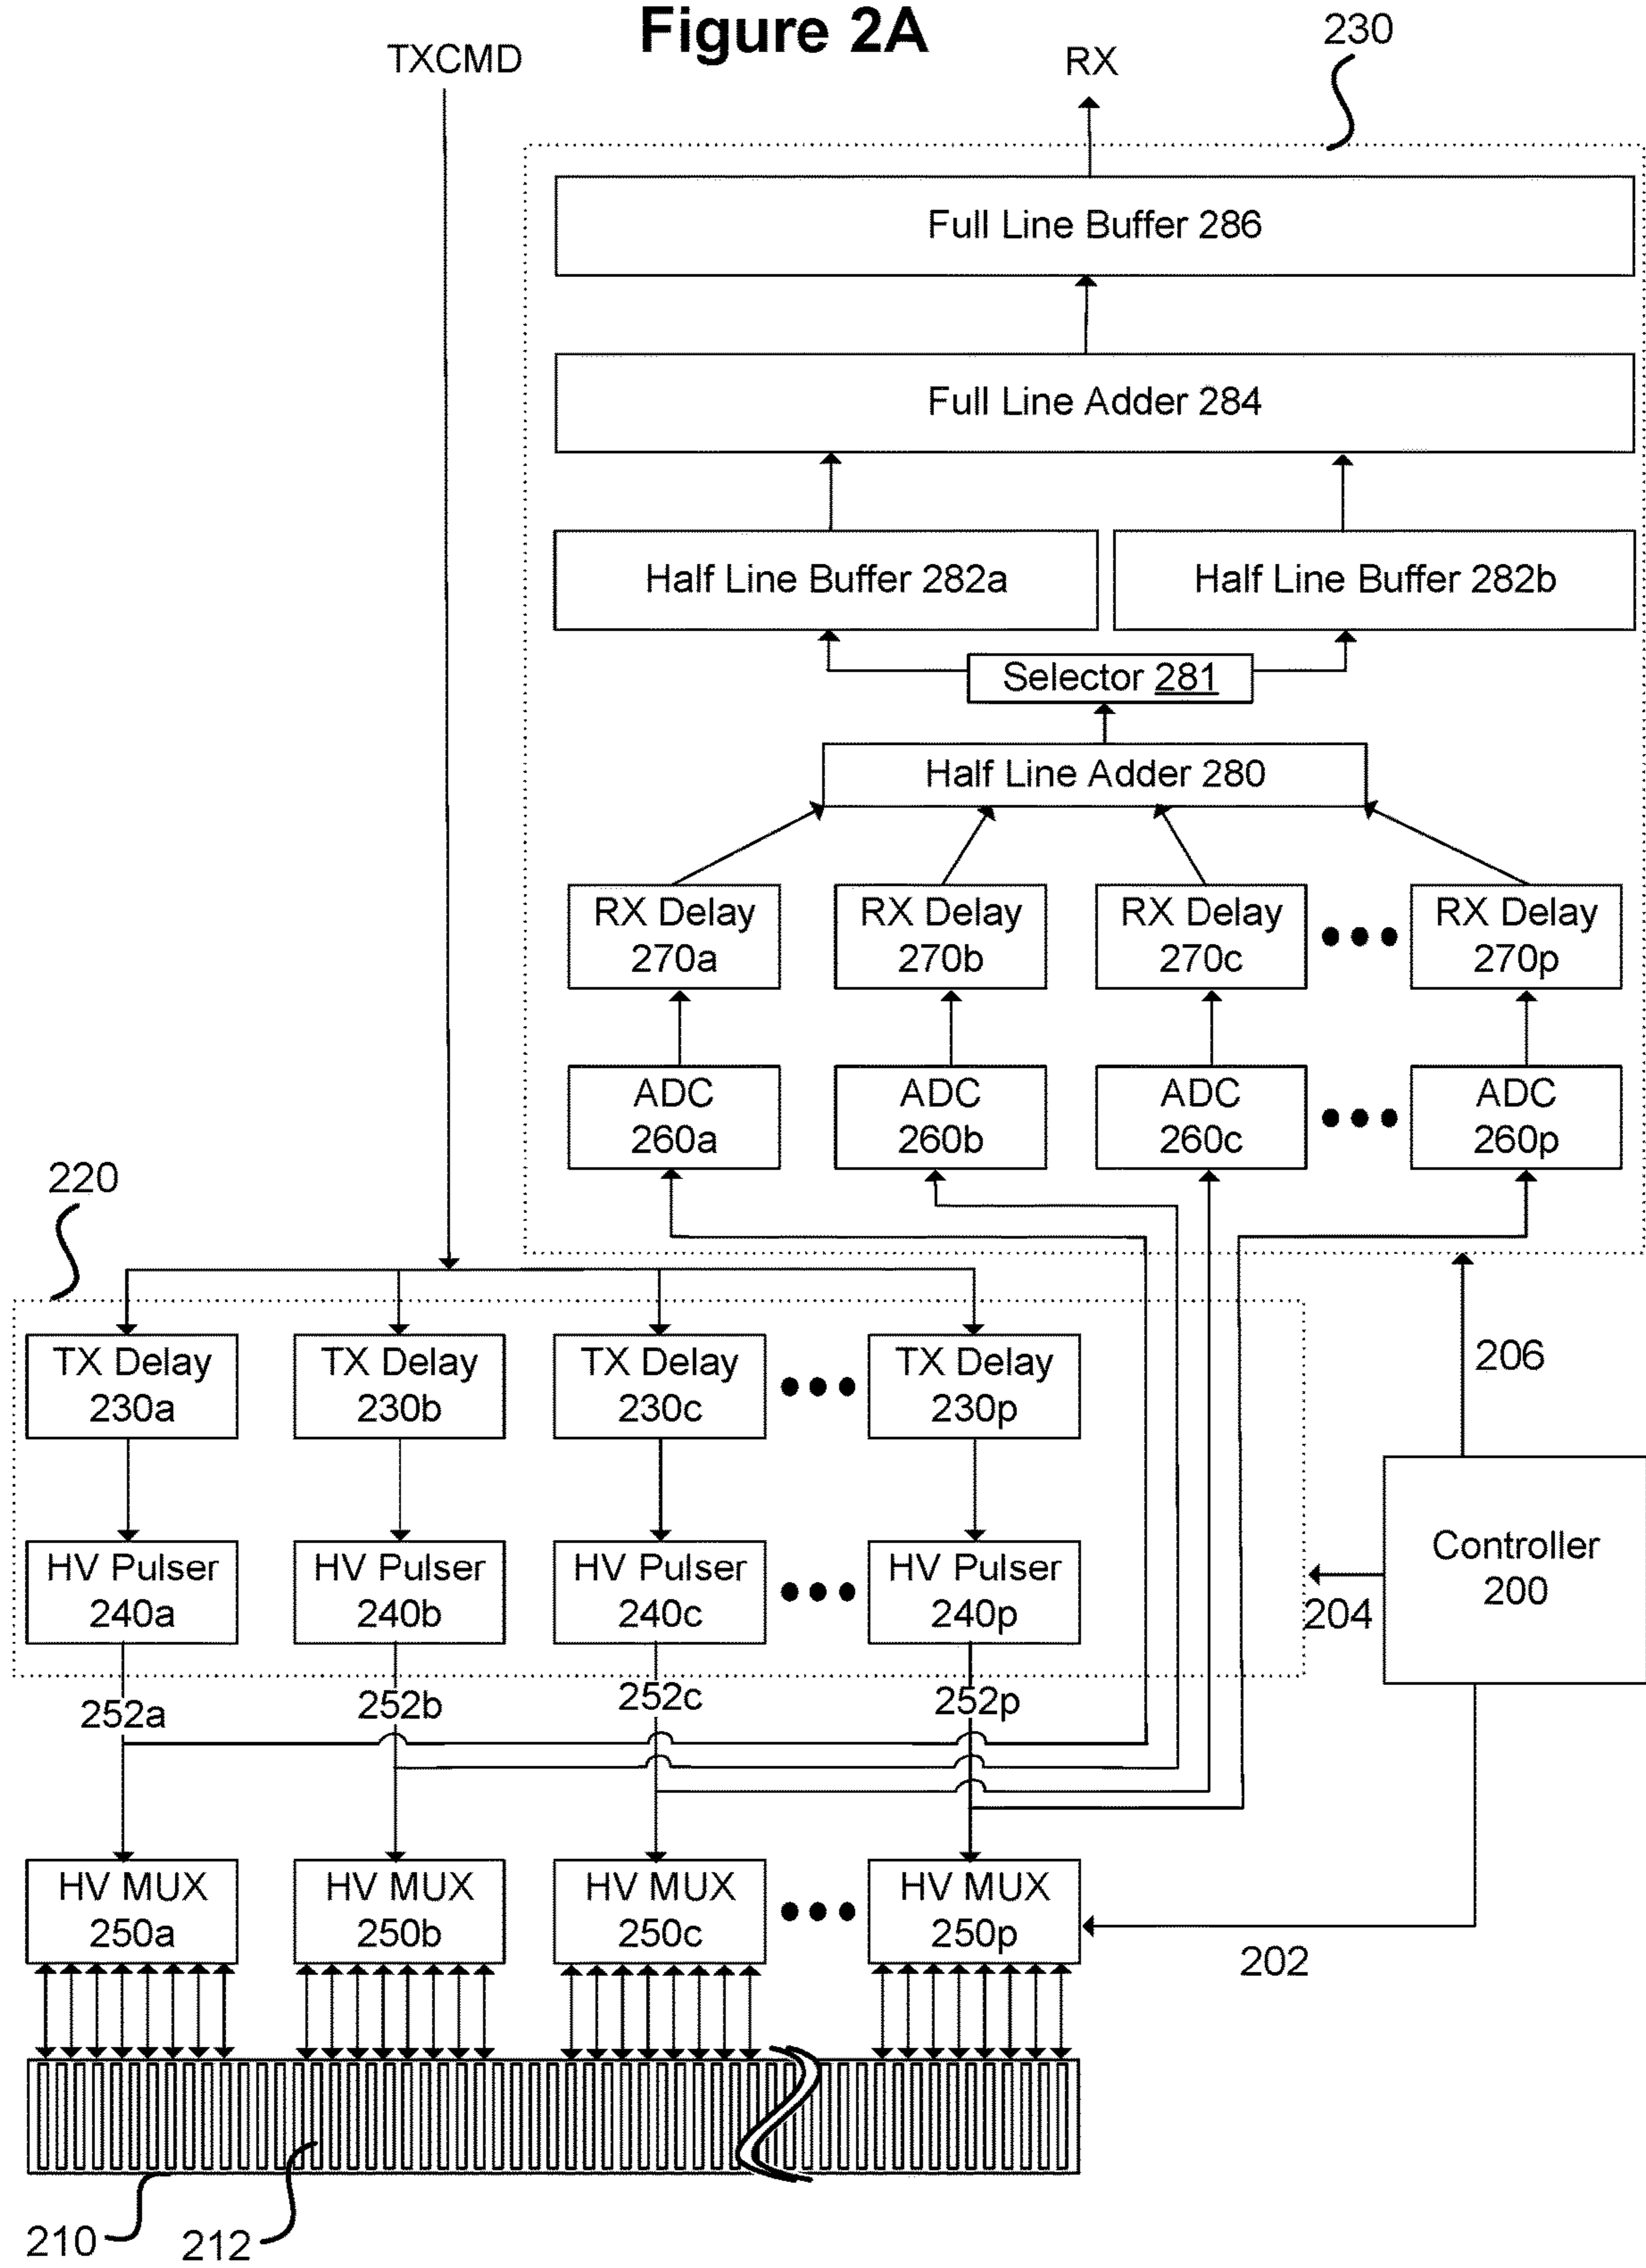 Figure 2A
TXCMD
RX
230
Full Line Buffer 286
Full Line Adder 284
Half Line Buffer 282a
Half Line Buffer 282b
Selector 281
Half Line Adder 280
RX Delay
270a
RX Delay
270b
RX Delay
270c
RX Delay
270p
ADC
260a
ADC
260b
ADC
260c
ADC
260p
220
TX Delay
230a
TX Delay
230b
TX Delay
230c
TX Delay
230p
206
HV Pulser
240a
HV Pulser
240b
HV Pulser
240c
HV Pulser
240p
Controller
200
204
252a
252b
252c
252p
HV MUX
250a
HV MUX
250b
HV MUX
250c
HV MUX
250p
202
210
212